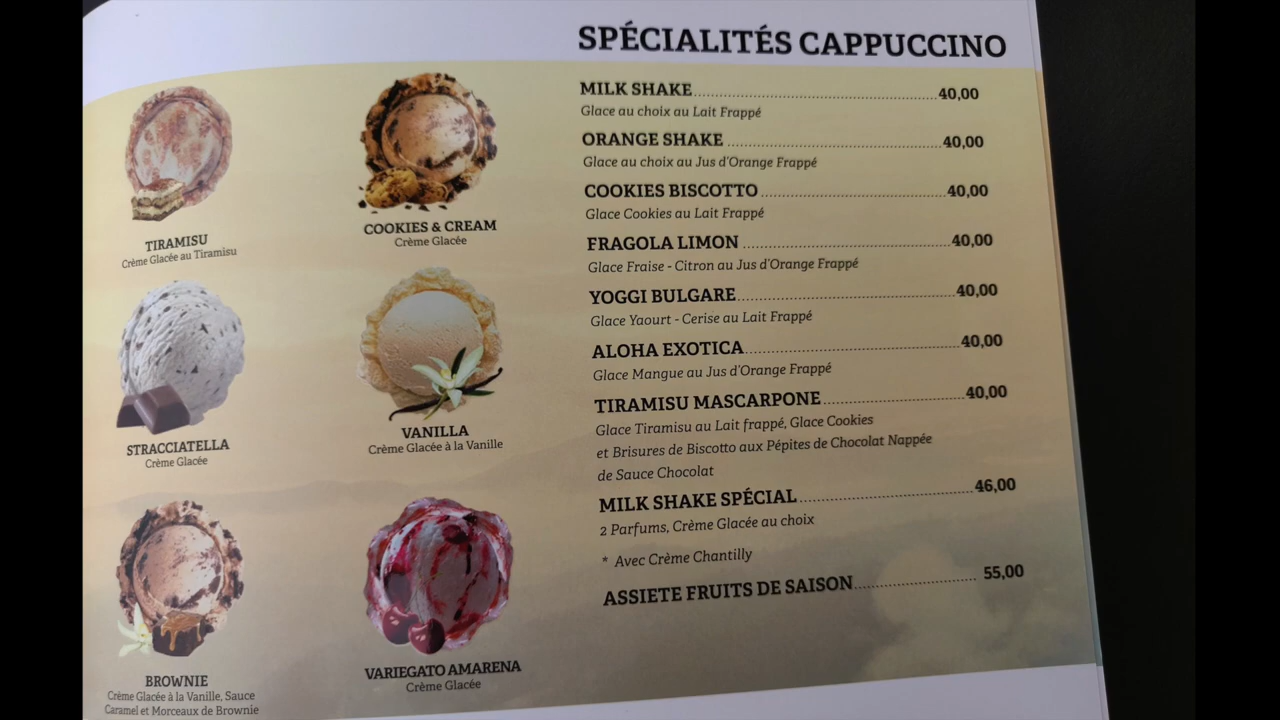 SPÉCIALITÉS CAPPUCCINO
TIRAMISU
Crème Glacée au Tiramisu
COOKIES & CREAM
Crème Glacée
STRACCIATELLA
Crème Glacée
VANILLA
Crème Glacée à la Vanille
BROWNIE
Crème Glacée à la Vanille, Sauce
Caramel et Morceaux de Brownie
VARIEGATO AMARENA
Crème Glacée
MILK SHAKE 40,00
Glace au choix au Lait Frappé
ORANGE SHAKE 40,00
Glace au choix au Jus d'Orange Frappé
COOKIES BISCOTTO 40,00
Glace Cookies au Lait Frappé
FRAGOLA LIMON 40,00
Glace Fraise - Citron au Jus d'Orange Frappé
YOGGI BULGARE 40,00
Glace Yaourt - Cerise au Lait Frappé
ALOHA EXOTICA 40,00
Glace Mangue au Jus d'Orange Frappé
TIRAMISU MASCARPONE 40,00
Glace Tiramisu au Lait frappé, Glace Cookies
et Brisures de Biscotto aux Pépites de Chocolat Nappée
de Sauce Chocolat
MILK SHAKE SPÉCIAL 46,00
2 Parfums, Crème Glacée au choix
* Avec Crème Chantilly
ASSIETE FRUITS DE SAISON 55,00